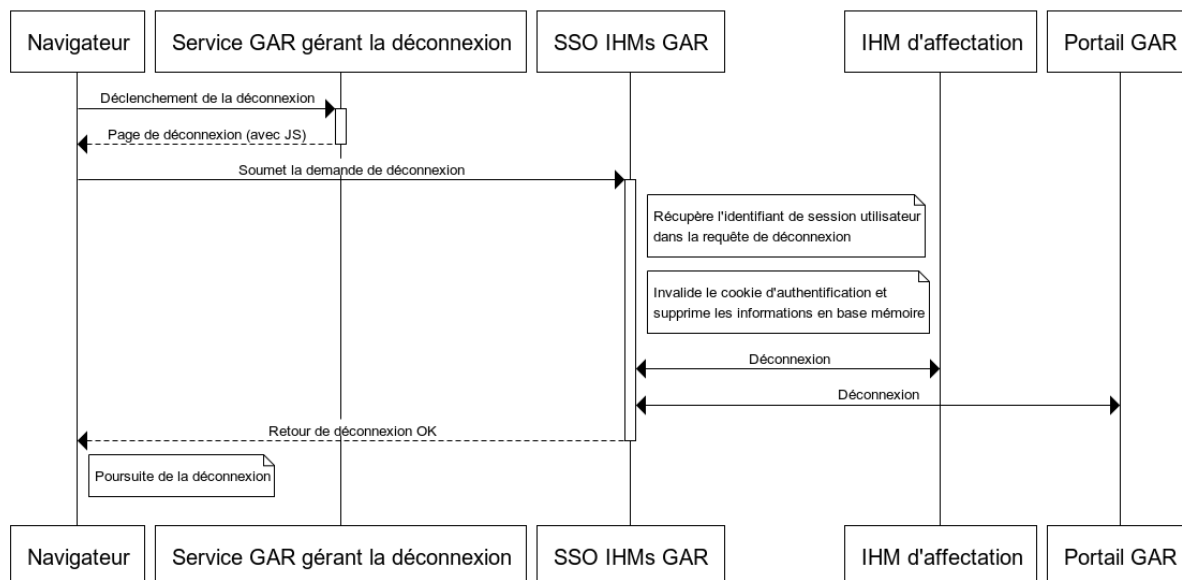 Navigateur
Service GAR gérant la déconnexion
SSO IHMs GAR
IHM d'affectation
Portail GAR
Déclenchement de la déconnexion
Page de déconnexion (avec JS)
Soumet la demande de déconnexion
Récupère l'identifiant de session utilisateur
dans la requête de déconnexion
Invalide le cookie d'authentification et
supprime les informations en base mémoire
Déconnexion
Déconnexion
Retour de déconnexion OK
Poursuite de la déconnexion
Navigateur
Service GAR gérant la déconnexion
SSO IHMs GAR
IHM d'affectation
Portail GAR